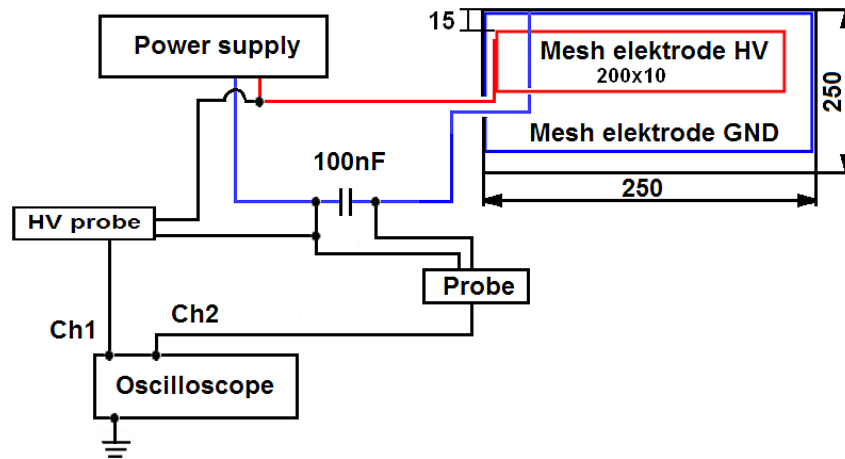 Power supply
15
Mesh elektrode HV
200x10
250
Mesh elektrode GND
100nF
250
HV probe
Probe
Ch2
Ch1
Oscilloscope